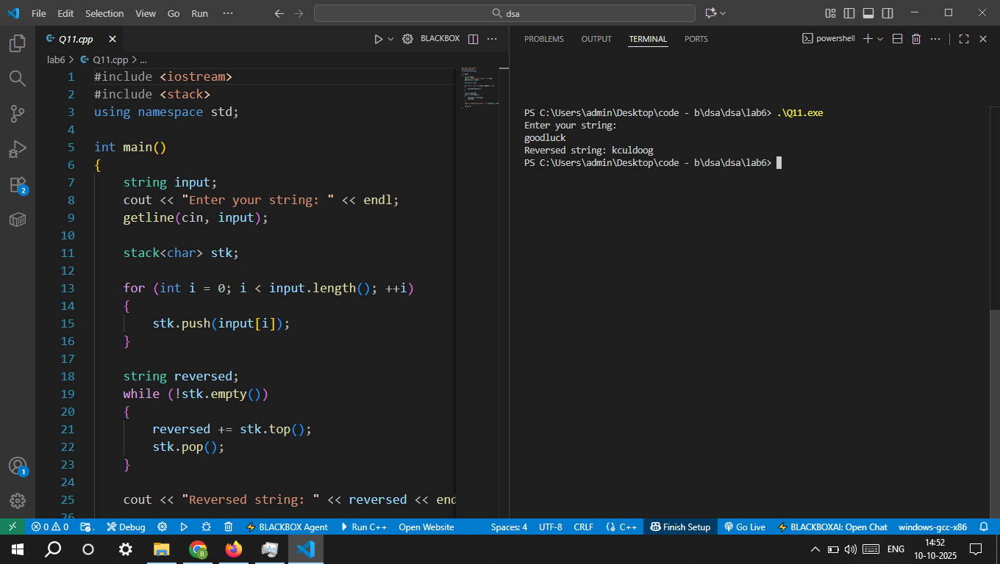 File Edit Selection View Go Run ··· dsa
Q11.cpp
BLACKBOX
lab6 > Q11.cpp > ...
1 #include <iostream>
2 #include <stack>
3 using namespace std;
4
5 int main()
6 {
7 string input;
8 cout << "Enter your string: " << endl;
9 getline(cin, input);
10
11 stack<char> stk;
12
13 for (int i = 0; i < input.length(); ++i)
14 {
15 stk.push(input[i]);
16 }
17
18 string reversed;
19 while (!stk.empty())
20 {
21 reversed += stk.top();
22 stk.pop();
23 }
24
25 cout << "Reversed string: " << reversed << end
26
PROBLEMS OUTPUT TERMINAL PORTS powershell
PS C:\Users\admin\Desktop\code - b\dsa\dsa\lab6> .\Q11.exe
Enter your string:
goodluck
Reversed string: kculdoog
PS C:\Users\admin\Desktop\code - b\dsa\dsa\lab6>
2
1
0 0 Debug BLACKBOX Agent Run C++ Open Website Spaces: 4 UTF-8 CRLF {} C++ Finish Setup Go Live BLACKBOXAI: Open Chat windows-gcc-x86
ENG 14:52
10-10-2025